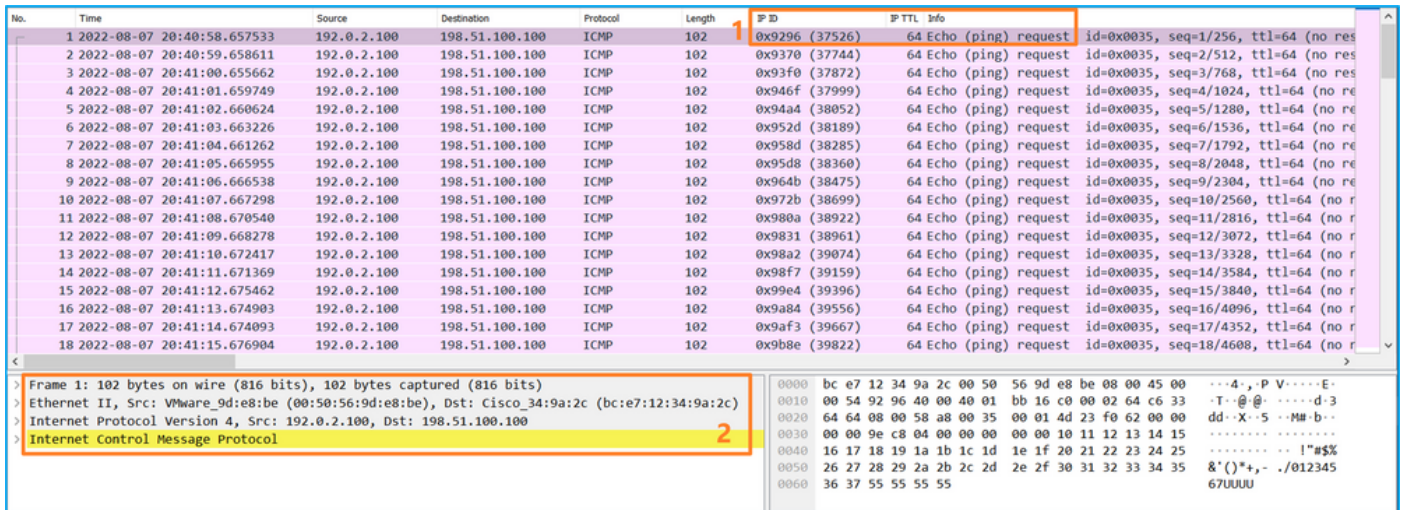 No. Time Source Destination Protocol Length IP ID IP TTL Info
1
1 2022-08-07 20:40:58.657533 192.0.2.100 198.51.100.100 ICMP 102 0x9296 (37526) 64 Echo (ping) request id=0x0035, seq=1/256, ttl=64 (no res
2 2022-08-07 20:40:59.658611 192.0.2.100 198.51.100.100 ICMP 102 0x9370 (37744) 64 Echo (ping) request id=0x0035, seq=2/512, ttl=64 (no res
3 2022-08-07 20:41:00.655662 192.0.2.100 198.51.100.100 ICMP 102 0x93f0 (37872) 64 Echo (ping) request id=0x0035, seq=3/768, ttl=64 (no res
4 2022-08-07 20:41:01.659749 192.0.2.100 198.51.100.100 ICMP 102 0x946f (37999) 64 Echo (ping) request id=0x0035, seq=4/1024, ttl=64 (no re
5 2022-08-07 20:41:02.660624 192.0.2.100 198.51.100.100 ICMP 102 0x94a4 (38052) 64 Echo (ping) request id=0x0035, seq=5/1280, ttl=64 (no re
6 2022-08-07 20:41:03.663226 192.0.2.100 198.51.100.100 ICMP 102 0x952d (38189) 64 Echo (ping) request id=0x0035, seq=6/1536, ttl=64 (no re
7 2022-08-07 20:41:04.661262 192.0.2.100 198.51.100.100 ICMP 102 0x958d (38285) 64 Echo (ping) request id=0x0035, seq=7/1792, ttl=64 (no re
8 2022-08-07 20:41:05.665955 192.0.2.100 198.51.100.100 ICMP 102 0x95d8 (38360) 64 Echo (ping) request id=0x0035, seq=8/2048, ttl=64 (no re
9 2022-08-07 20:41:06.666538 192.0.2.100 198.51.100.100 ICMP 102 0x964b (38475) 64 Echo (ping) request id=0x0035, seq=9/2304, ttl=64 (no re
10 2022-08-07 20:41:07.667298 192.0.2.100 198.51.100.100 ICMP 102 0x972b (38699) 64 Echo (ping) request id=0x0035, seq=10/2560, ttl=64 (no r
11 2022-08-07 20:41:08.670540 192.0.2.100 198.51.100.100 ICMP 102 0x980a (38922) 64 Echo (ping) request id=0x0035, seq=11/2816, ttl=64 (no r
12 2022-08-07 20:41:09.668278 192.0.2.100 198.51.100.100 ICMP 102 0x9831 (38961) 64 Echo (ping) request id=0x0035, seq=12/3072, ttl=64 (no r
13 2022-08-07 20:41:10.672417 192.0.2.100 198.51.100.100 ICMP 102 0x98a2 (39074) 64 Echo (ping) request id=0x0035, seq=13/3328, ttl=64 (no r
14 2022-08-07 20:41:11.671369 192.0.2.100 198.51.100.100 ICMP 102 0x98f7 (39159) 64 Echo (ping) request id=0x0035, seq=14/3584, ttl=64 (no r
15 2022-08-07 20:41:12.675462 192.0.2.100 198.51.100.100 ICMP 102 0x99e4 (39396) 64 Echo (ping) request id=0x0035, seq=15/3840, ttl=64 (no r
16 2022-08-07 20:41:13.674903 192.0.2.100 198.51.100.100 ICMP 102 0x9a84 (39556) 64 Echo (ping) request id=0x0035, seq=16/4096, ttl=64 (no r
17 2022-08-07 20:41:14.674093 192.0.2.100 198.51.100.100 ICMP 102 0x9af3 (39667) 64 Echo (ping) request id=0x0035, seq=17/4352, ttl=64 (no r
18 2022-08-07 20:41:15.676904 192.0.2.100 198.51.100.100 ICMP 102 0x9b8e (39822) 64 Echo (ping) request id=0x0035, seq=18/4608, ttl=64 (no r
Frame 1: 102 bytes on wire (816 bits), 102 bytes captured (816 bits)
Ethernet II, Src: VMware_9d:e8:be (00:50:56:9d:e8:be), Dst: Cisco_34:9a:2c (bc:e7:12:34:9a:2c)
Internet Protocol Version 4, Src: 192.0.2.100, Dst: 198.51.100.100
Internet Control Message Protocol
2
0000 bc e7 12 34 9a 2c 00 50 56 9d e8 be 08 00 45 00 ···4·,·P V·····E·
0010 00 54 92 96 40 00 40 01 bb 16 c0 00 02 64 c6 33 ·T··@·@· ·····d·3
0020 64 64 08 00 58 a8 00 35 00 01 4d 23 f0 62 00 00 dd··X··5 ··M#·b··
0030 00 00 9e c8 04 00 00 00 00 00 10 11 12 13 14 15 ········ ········
0040 16 17 18 19 1a 1b 1c 1d 1e 1f 20 21 22 23 24 25 ········ ·· !"#$%
0050 26 27 28 29 2a 2b 2c 2d 2e 2f 30 31 32 33 34 35 &'()*+,- ./012345
0060 36 37 55 55 55 55 67UUUU